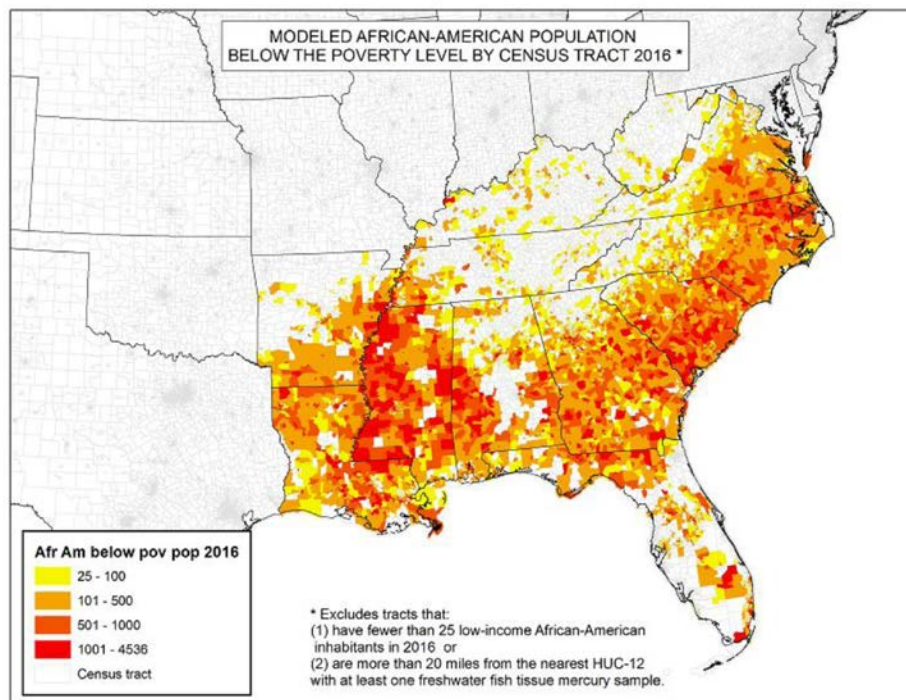 MODELED AFRICAN-AMERICAN POPULATION
BELOW THE POVERTY LEVEL BY CENSUS TRACT 2016 *
Afr Am below pov pop 2016
25 - 100
101 - 500
501 - 1000
1001 - 4536
Census tract
* Excludes tracts that:
(1) have fewer than 25 low-income African-American
inhabitants in 2016 or
(2) are more than 20 miles from the nearest HUC-12
with at least one freshwater fish tissue mercury sample.